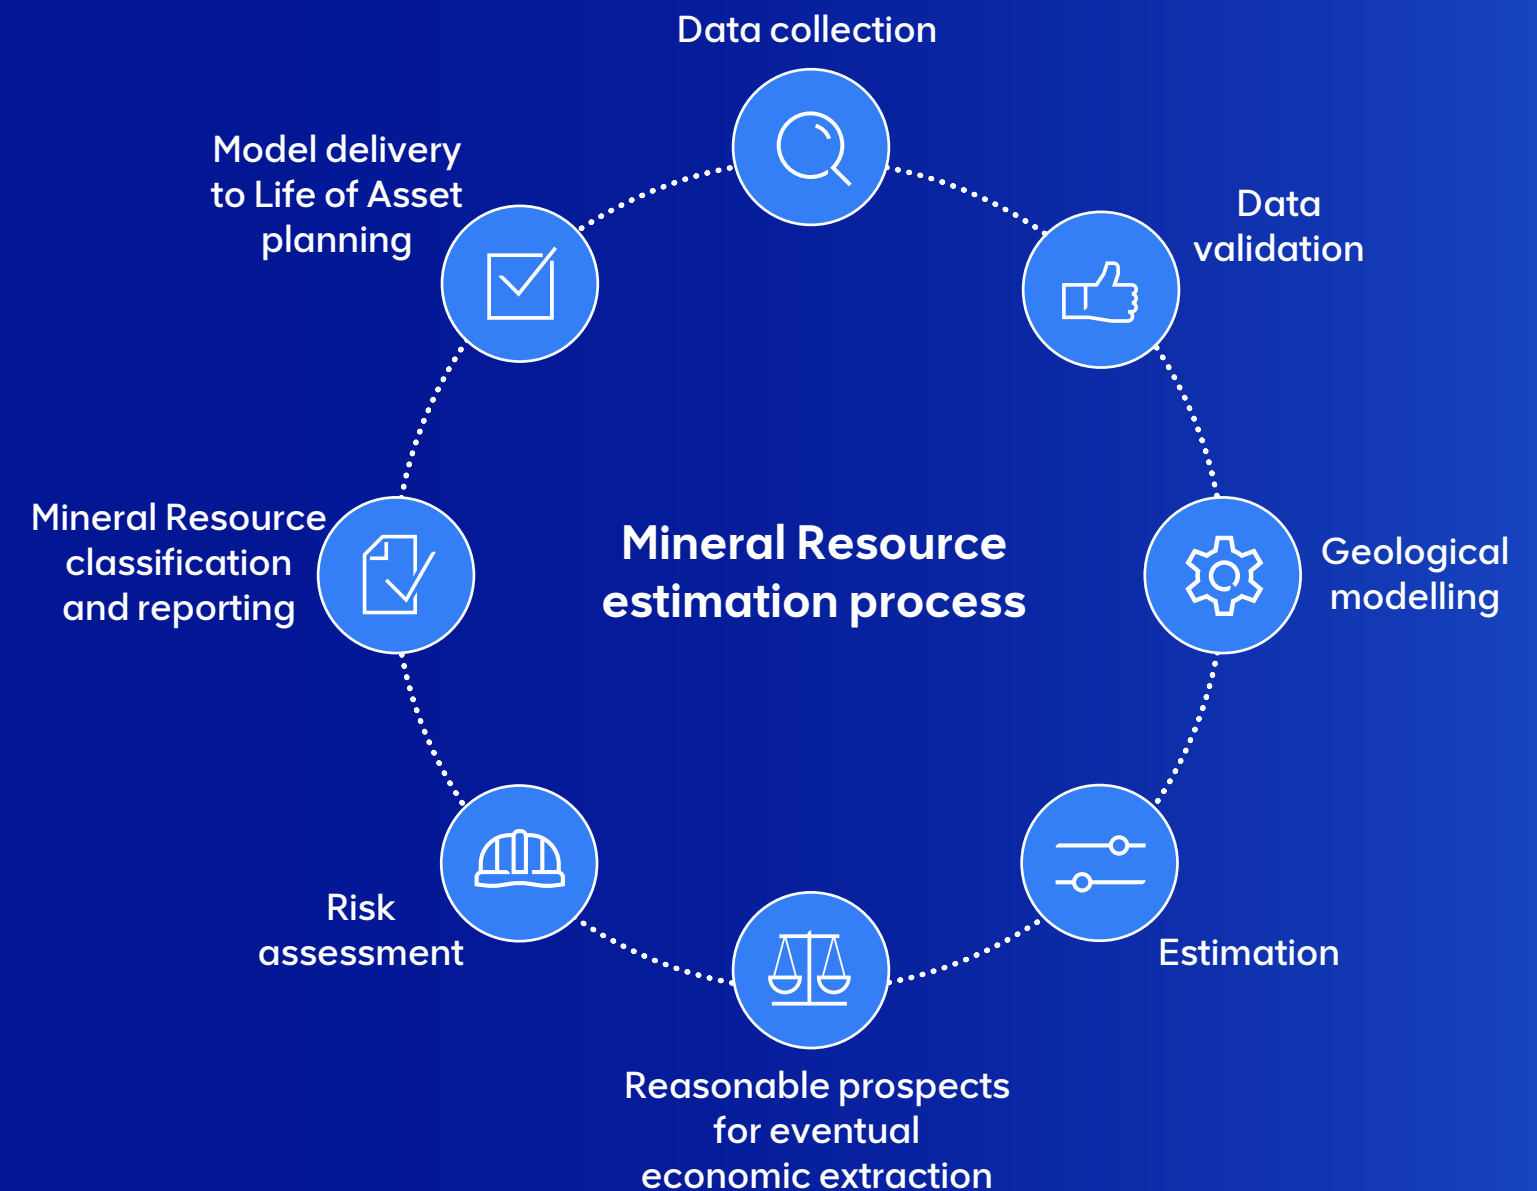 Data collection
Data
validation
Geological
modelling
Estimation
Reasonable prospects
for eventual
economic extraction
Risk
assessment
Mineral Resource
classification
and reporting
Model delivery
to Life of Asset
planning
Mineral Resource
estimation process